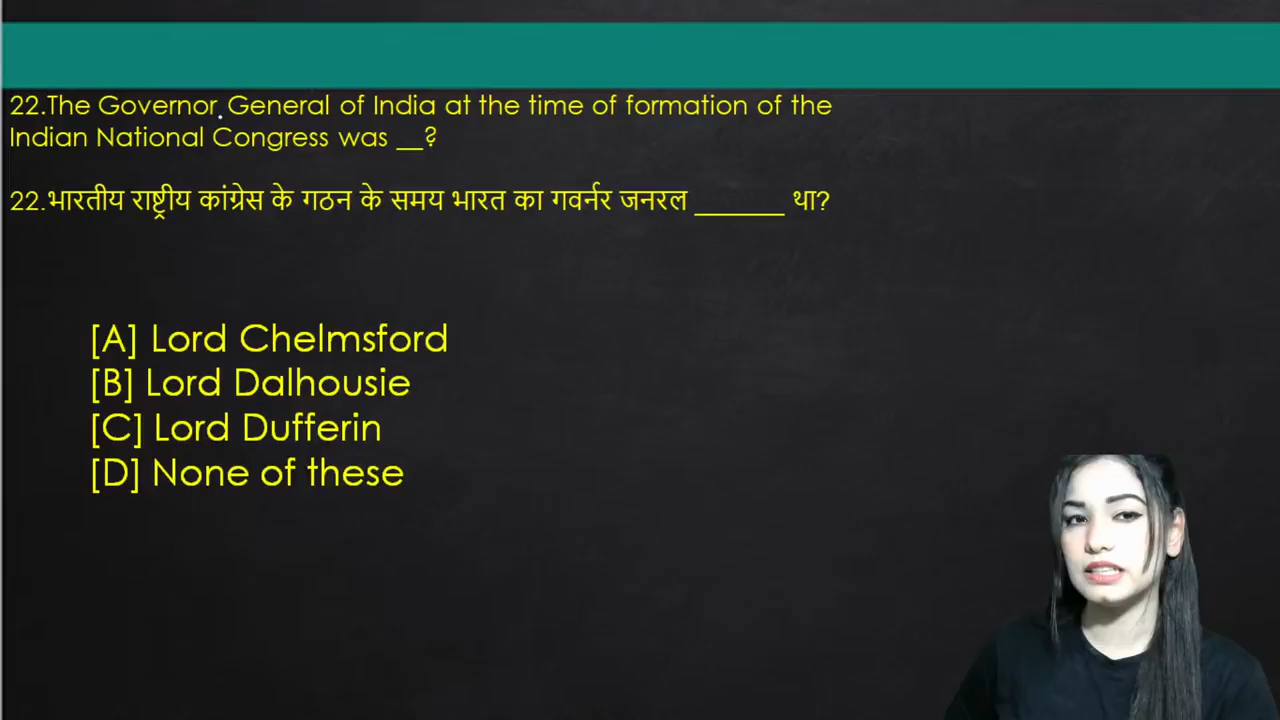 22.The Governor General of India at the time of formation of the
Indian National Congress was __?
22.भारतीय राष्ट्रीय कांग्रेस के गठन के समय भारत का गवर्नर जनरल _______ था?
[A] Lord Chelmsford
[B] Lord Dalhousie
[C] Lord Dufferin
[D] None of these